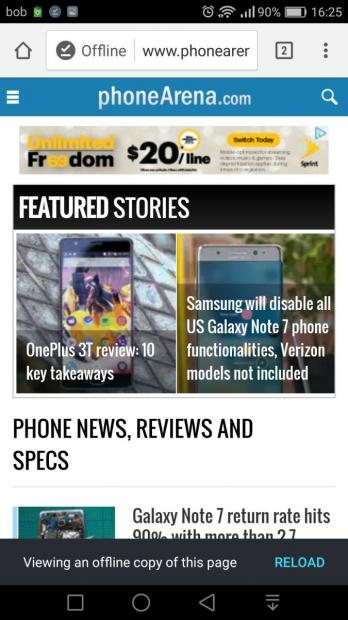 bob 90% 16:25
Offline www.phonearer 2
phoneArena.com
Unlimited
Freedom
$20/line
Switch Today
Sprint
FEATURED STORIES
OnePlus 3T review: 10
key takeaways
Samsung will disable all
US Galaxy Note 7 phone
functionalities, Verizon
models not included
PHONE NEWS, REVIEWS AND
SPECS
Galaxy Note 7 return rate hits
90% with more than 2.7
Viewing an offline copy of this page RELOAD